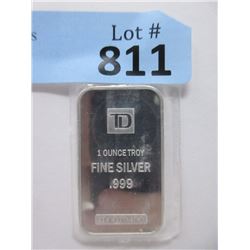 s
Lot #
811
TD
1 OUNCE TROY
FINE SILVER
.999